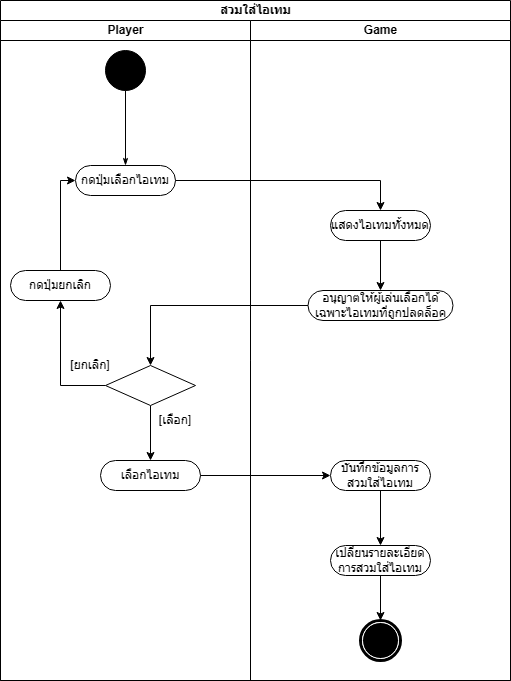 สวมใส่ไอเทม
Player
Game
กดปุ่มเลือกไอเทม
แสดงไอเทมทั้งหมด
กดปุ่มยกเลิก
อนุญาตให้ผู้เล่นเลือกได้
เฉพาะไอเทมที่ถูกปลดล็อค
[ยกเลิก]
[เลือก]
เลือกไอเทม
บันทึกข้อมูลการ
สวมใส่ไอเทม
เปลี่ยนรายละเอียด
การสวมใส่ไอเทม